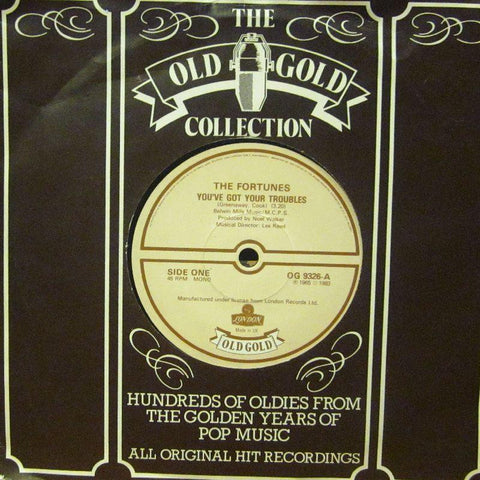 THE
OLD GOLD
COLLECTION
THE FORTUNES
YOU'VE GOT YOUR TROUBLES
(Greenaway, Cook) (3.20)
Belwin Mills Music/M.C.P.S.
Produced by Noel Walker
Musical Director: Les Reed
SIDE ONE
45 RPM MONO
OG 9326-A
℗ 1965 © 1983
Manufactured under license from London Records Ltd.
LONDON
Made in UK
OLD GOLD
HUNDREDS OF OLDIES FROM
THE GOLDEN YEARS OF
POP MUSIC
ALL ORIGINAL HIT RECORDINGS